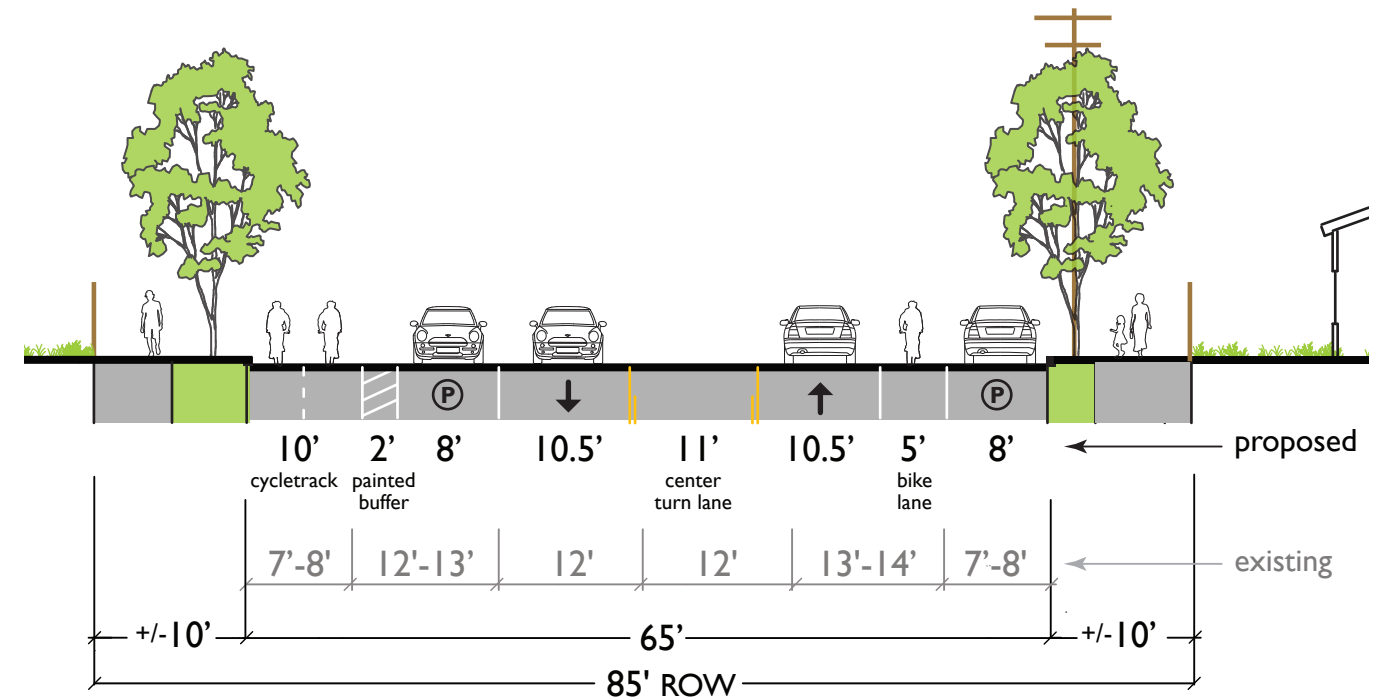 P
P
10’ 2’ 8’ 10.5’ 11’ 10.5’ 5’ 8’ proposed
cycletrack painted buffer center turn lane bike lane
7’-8' 12'-13’ 12' 12' 13'-14’ 7’-8' existing
+/-10’ 65’ +/-10’
85' ROW